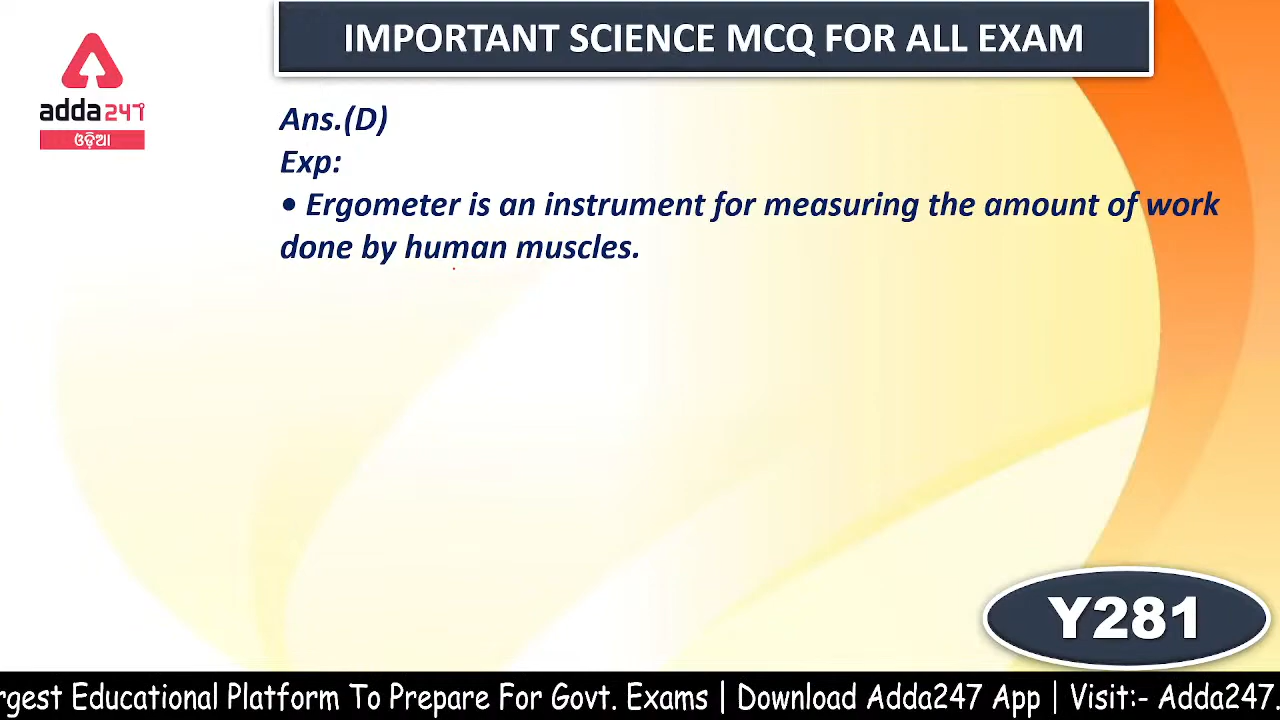 IMPORTANT SCIENCE MCQ FOR ALL EXAM
adda247
ଓଡ଼ିଆ
Ans.(D)
Exp:
• Ergometer is an instrument for measuring the amount of work
done by human muscles.
Y281
rgest Educational Platform To Prepare For Govt. Exams | Download Adda247 App | Visit:- Adda247.